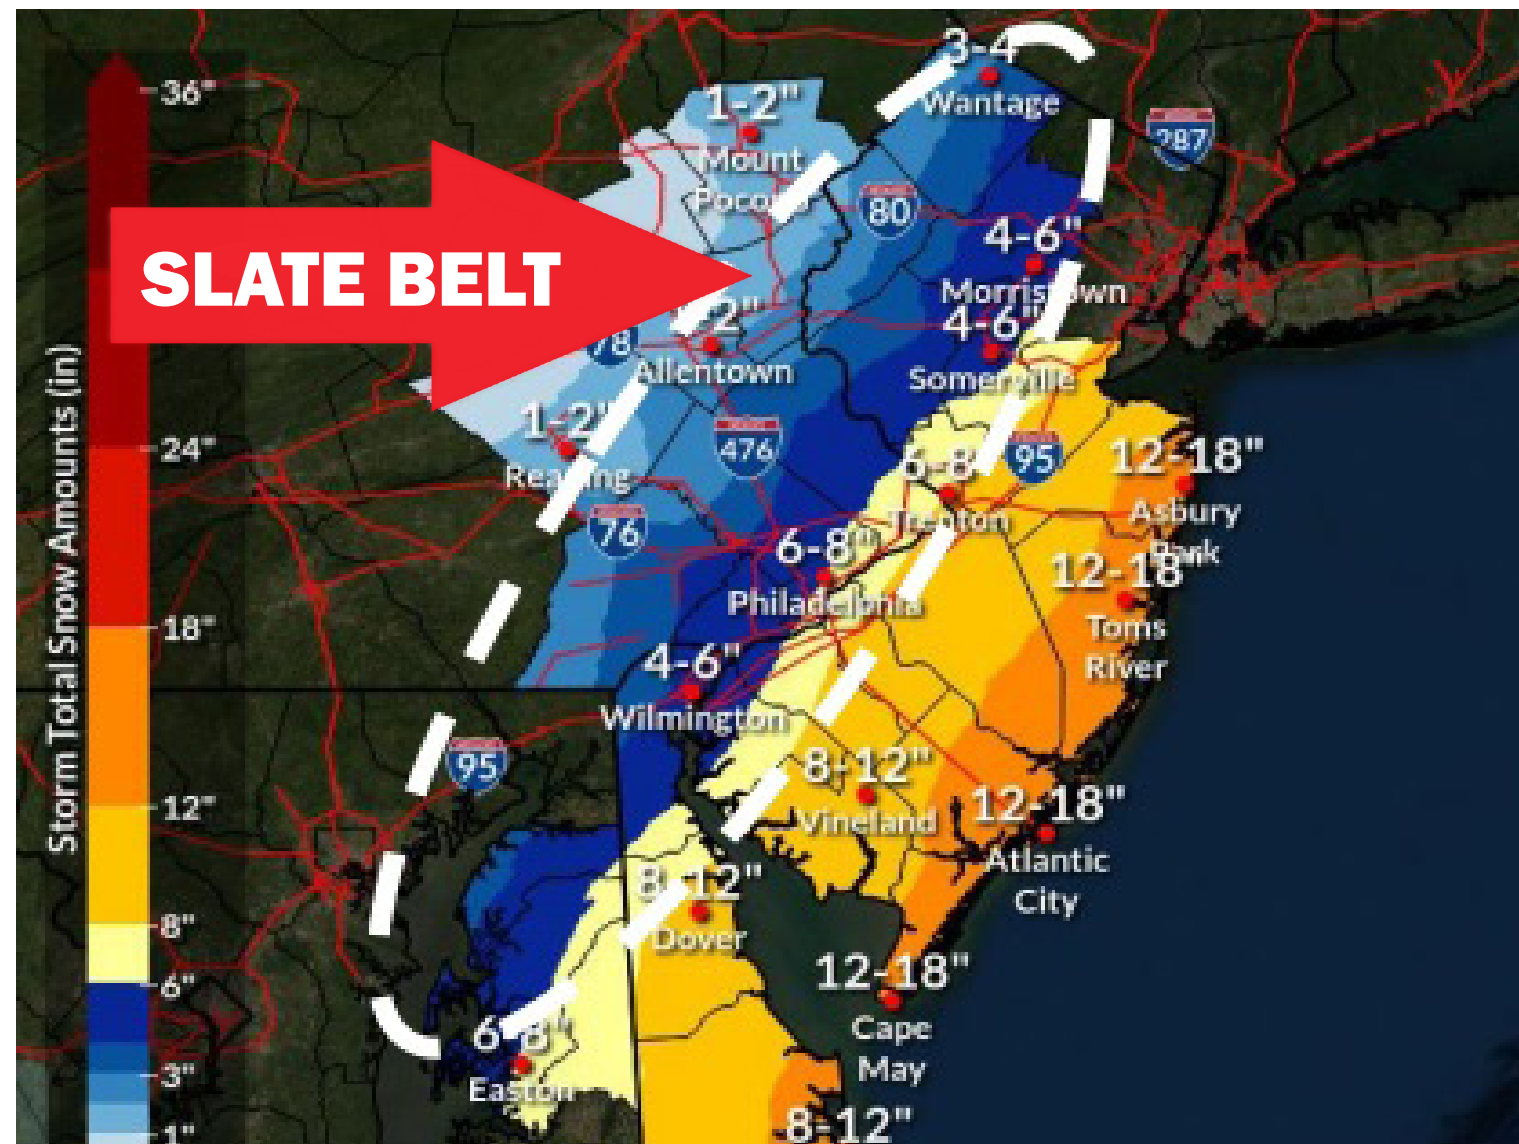 3-4
36"
1-2"
Wantage
287
Mount
80
SLATE BELT
4-6"
Morristown
4-6"
78
Allentown
Somerville
1-2"
24"
476
6-8
95
12-18"
Reading
Trenton
Asbury
Park
76
6-8"
12-18"
Philadelphia
18"
Toms
River
4-6"
Wilmington
95
8-12"
12"
Vineland
12-18"
Atlantic
City
8-12"
8"
Dover
12-18"
6"
6-8"
Cape
May
Easton
3"
8-12"
1"
Storm Total Snow Amounts (in)